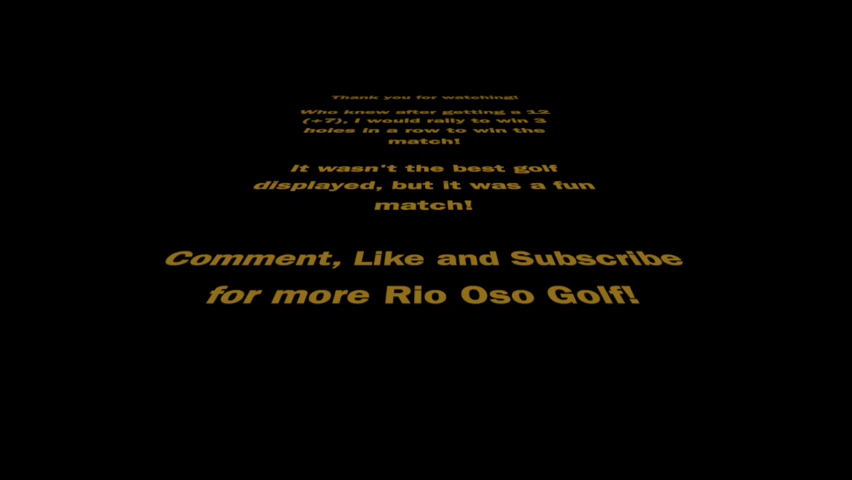 Thank you for watching!
Who knew after getting a 12
(+7), I would rally to win 3
holes in a row to win the
match!
It wasn't the best golf
displayed, but it was a fun
match!
Comment, Like and Subscribe
for more Rio Oso Golf!